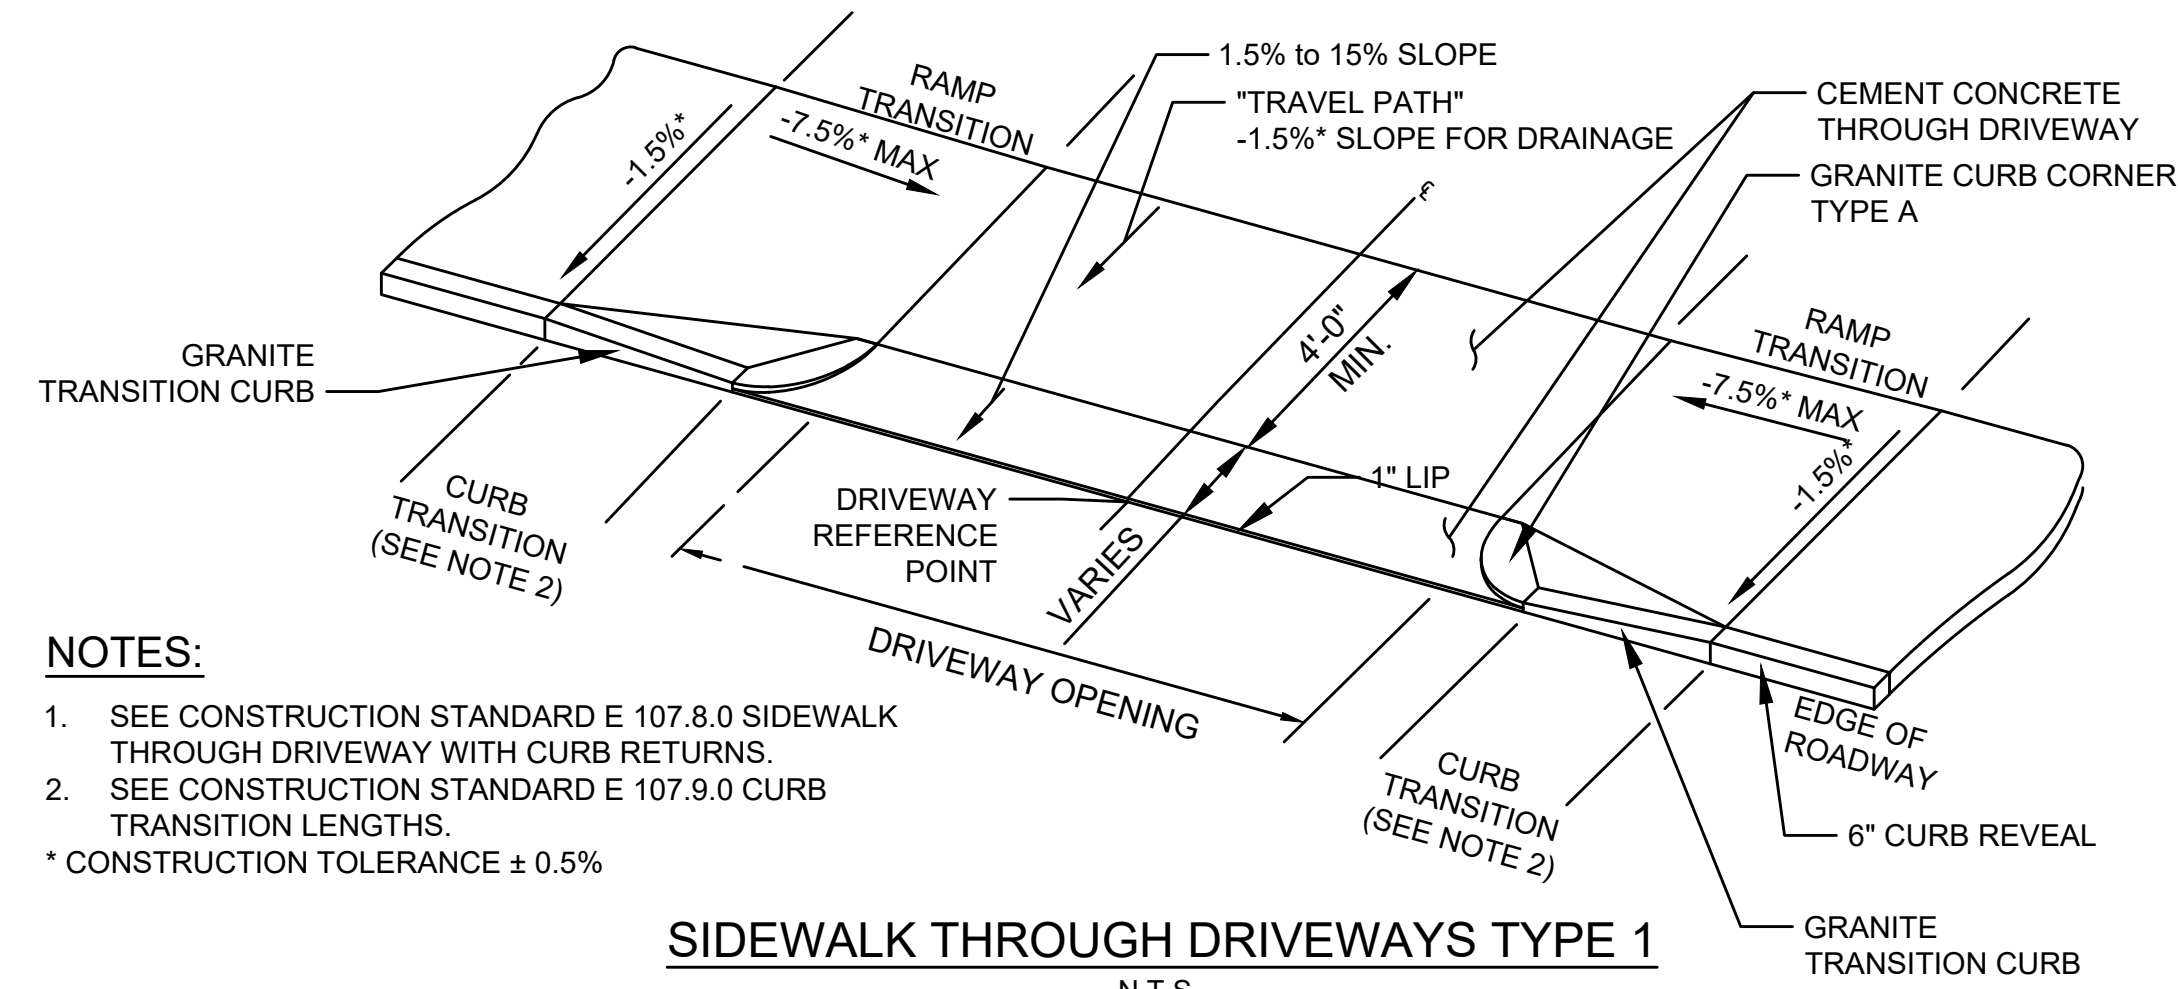 1.5% to 15% SLOPE
"TRAVEL PATH"
-1.5%* SLOPE FOR DRAINAGE
CEMENT CONCRETE
THROUGH DRIVEWAY
GRANITE CURB CORNER
TYPE A
RAMP
TRANSITION
-7.5%* MAX
-1.5%*
℄
4'-0"
MIN.
RAMP
TRANSITION
-7.5%* MAX
-1.5%*
GRANITE
TRANSITION CURB
CURB
TRANSITION
(SEE NOTE 2)
DRIVEWAY
REFERENCE
POINT
1" LIP
VARIES
DRIVEWAY OPENING
EDGE OF
ROADWAY
CURB
TRANSITION
(SEE NOTE 2)
6" CURB REVEAL
GRANITE
TRANSITION CURB
NOTES:
1. SEE CONSTRUCTION STANDARD E 107.8.0 SIDEWALK
THROUGH DRIVEWAY WITH CURB RETURNS.
2. SEE CONSTRUCTION STANDARD E 107.9.0 CURB
TRANSITION LENGTHS.
* CONSTRUCTION TOLERANCE ± 0.5%
SIDEWALK THROUGH DRIVEWAYS TYPE 1
N.T.S.